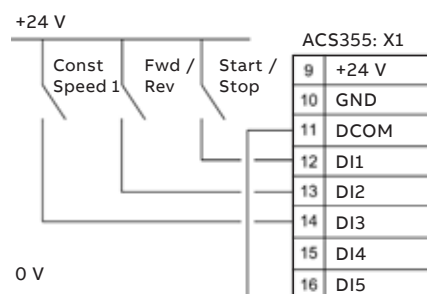 +24 V
Const
Speed 1
Fwd /
Rev
Start /
Stop
ACS355: X1
9 +24 V
10 GND
11 DCOM
12 DI1
13 DI2
14 DI3
15 DI4
16 DI5
0 V